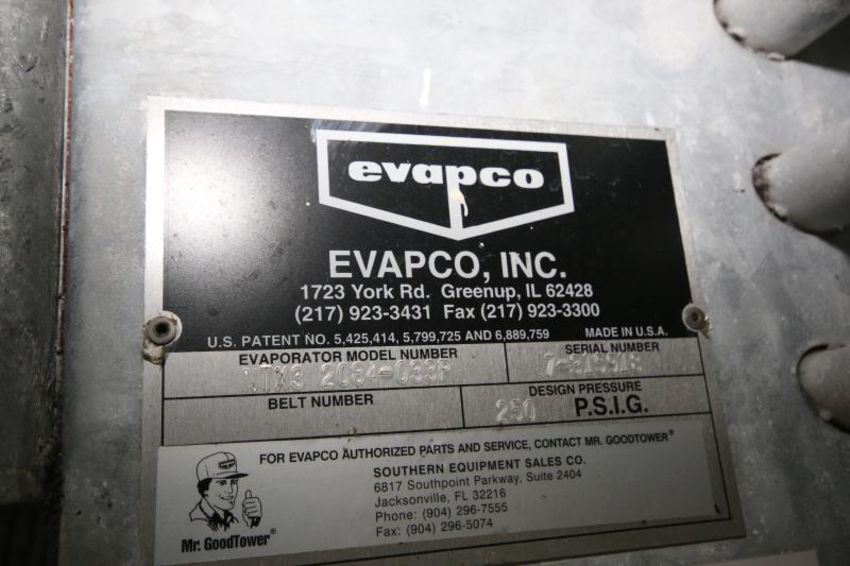 evapco
EVAPCO, INC.
1723 York Rd. Greenup, IL 62428
(217) 923-3431 Fax (217) 923-3300
U.S. PATENT NO. 5,425,414, 5,799,725 AND 6,889,759 MADE IN U.S.A.
EVAPORATOR MODEL NUMBER SERIAL NUMBER
BELT NUMBER
DESIGN PRESSURE
250 P.S.I.G.
FOR EVAPCO AUTHORIZED PARTS AND SERVICE, CONTACT MR. GOODTOWER®
SOUTHERN EQUIPMENT SALES CO.
6817 Southpoint Parkway, Suite 2404
Jacksonville, FL 32216
Phone: (904) 296-7555
Fax: (904) 296-5074
Mr. GoodTower®